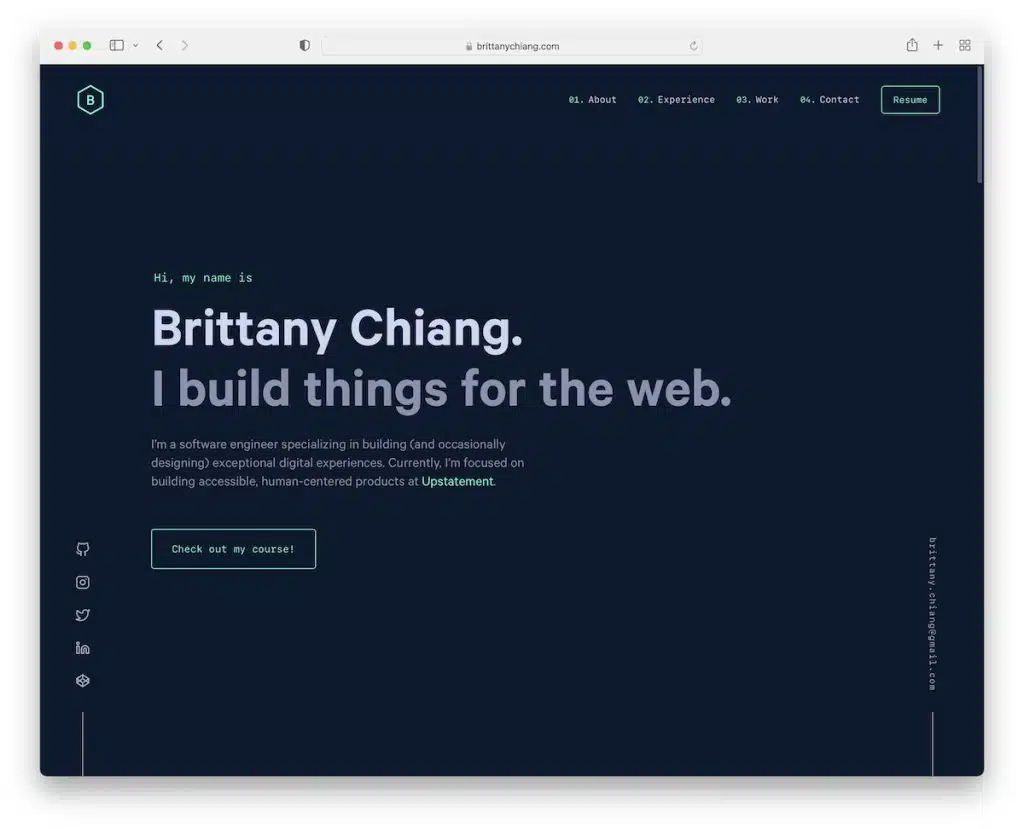 brittanychiang.com
B
01. About 02. Experience 03. Work 04. Contact Resume
Hi, my name is
Brittany Chiang.
I build things for the web.
I'm a software engineer specializing in building (and occasionally
designing) exceptional digital experiences. Currently, I'm focused on
building accessible, human-centered products at Upstatement.
Check out my course!
brittany.chiang@gmail.com